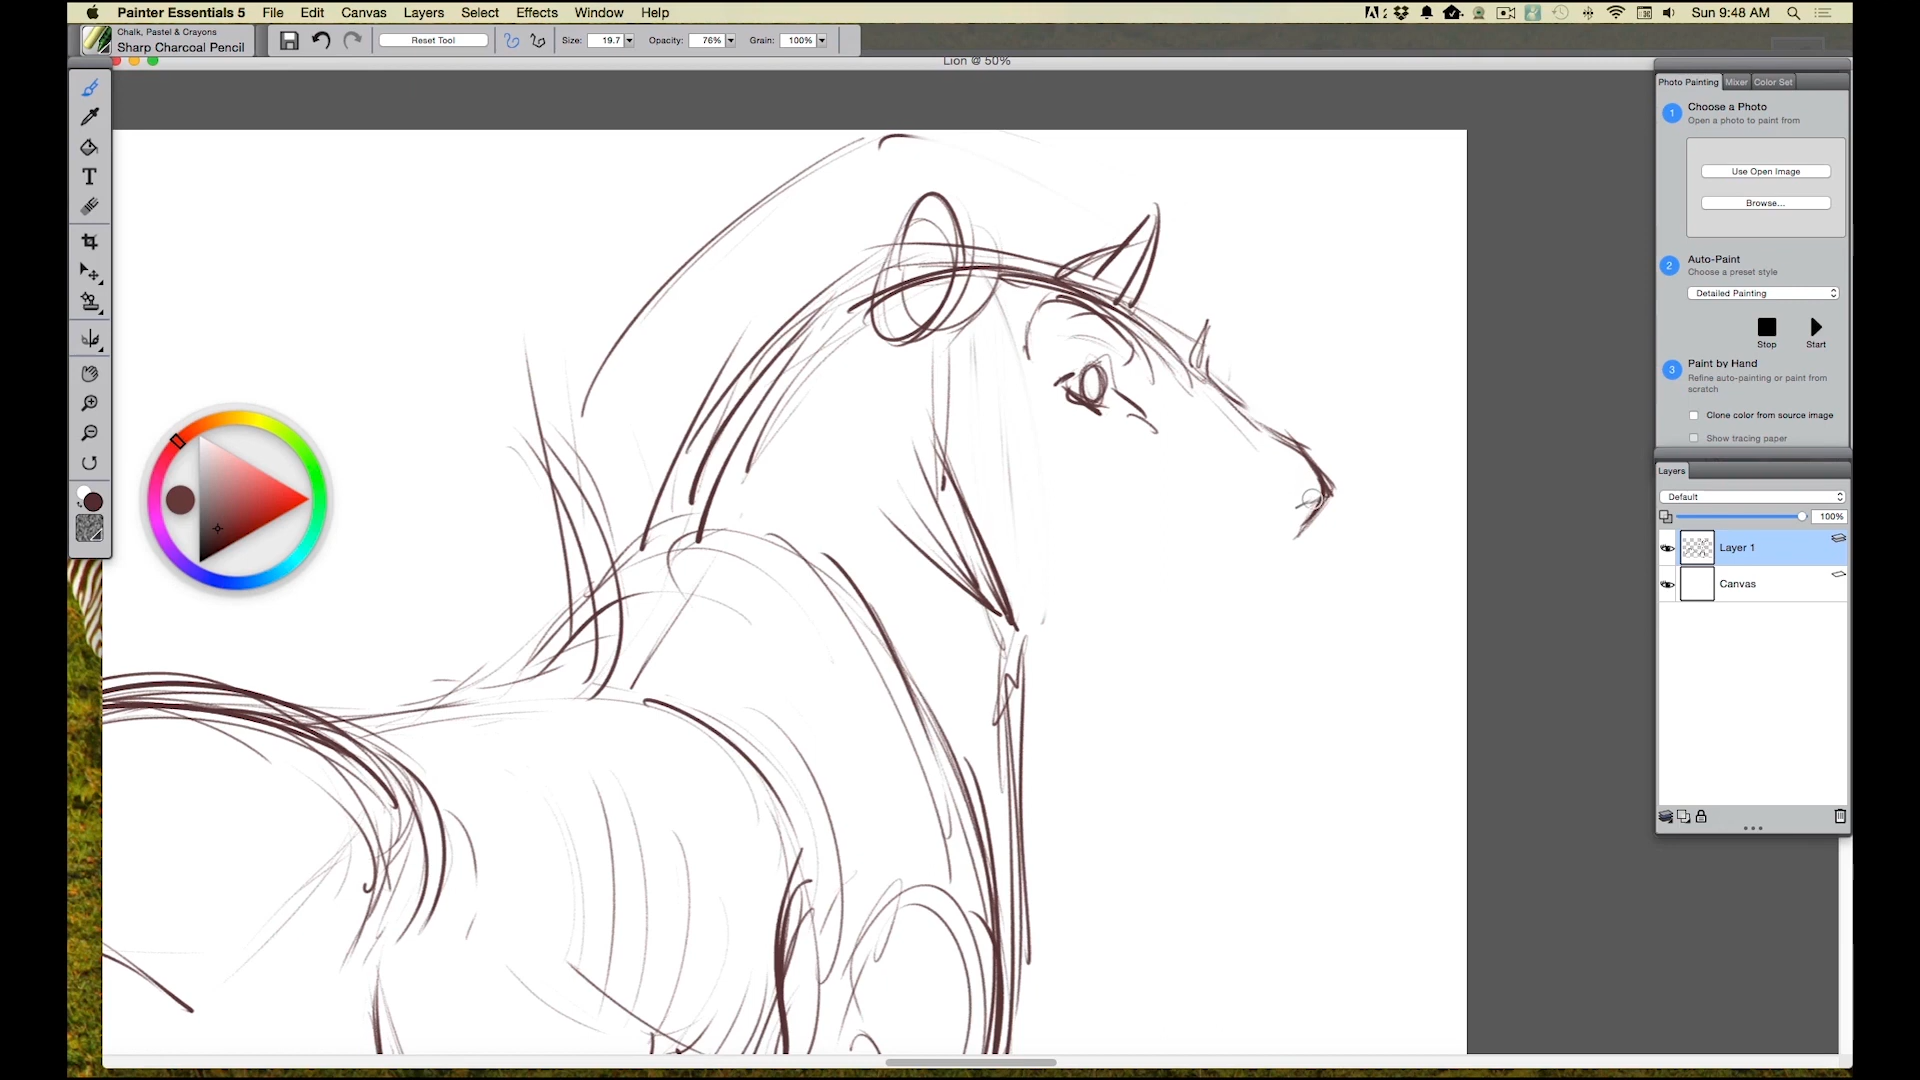 Painter Essentials 5 File Edit Canvas Layers Select Effects Window Help
Sun 9:48 AM
Chalk, Pastel & Crayons
Sharp Charcoal Pencil
Reset Tool
Size: 19.7
Opacity: 76%
Grain: 100%
Lion @ 50%
T
Photo Painting Mixer Color Set
1 Choose a Photo
Open a photo to paint from
Use Open Image
Browse...
2 Auto-Paint
Choose a preset style
Detailed Painting
Stop Start
3 Paint by Hand
Refine auto-painting or paint from
scratch
Clone color from source image
Show tracing paper
Layers
Default
100%
Layer 1
Canvas